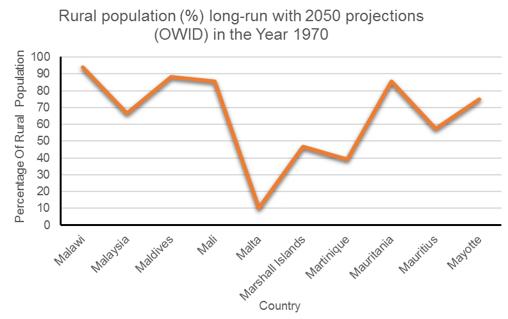 Rural population (%) long-run with 2050 projections
(OWID) in the Year 1970
Percentage Of Rural Population
100
90
80
70
60
50
40
30
20
10
0
Malawi
Malaysia
Maldives
Mali
Malta
Marshall Islands
Martinique
Mauritania
Mauritius
Mayotte
Country